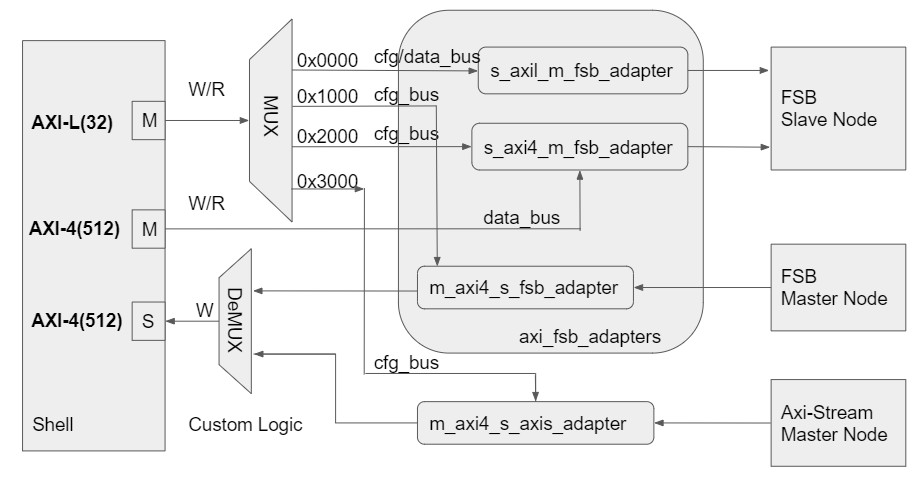 AXI-L(32)
M
W/R
MUX
0x0000
cfg/data_bus
s_axil_m_fsb_adapter
FSB
Slave Node
0x1000
cfg_bus
0x2000
cfg_bus
s_axi4_m_fsb_adapter
0x3000
AXI-4(512)
M
W/R
data_bus
m_axi4_s_fsb_adapter
FSB
Master Node
axi_fsb_adapters
AXI-4(512)
S
W
DeMUX
cfg_bus
m_axi4_s_axis_adapter
Axi-Stream
Master Node
Shell
Custom Logic